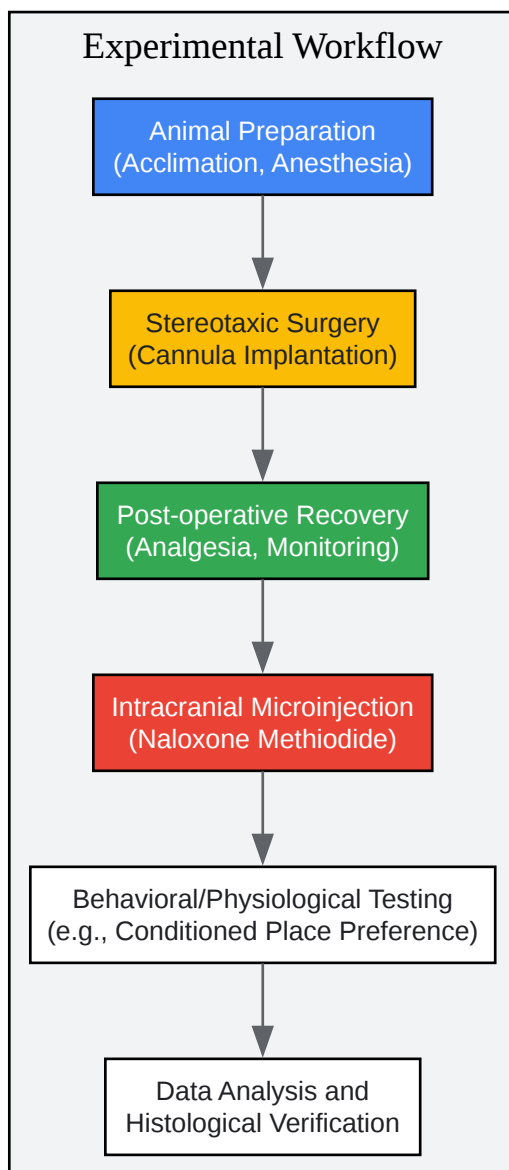 Experimental Workflow
Animal Preparation
(Acclimation, Anesthesia)
Stereotaxic Surgery
(Cannula Implantation)
Post-operative Recovery
(Analgesia, Monitoring)
Intracranial Microinjection
(Naloxone Methiodide)
Behavioral/Physiological Testing
(e.g., Conditioned Place Preference)
Data Analysis and
Histological Verification